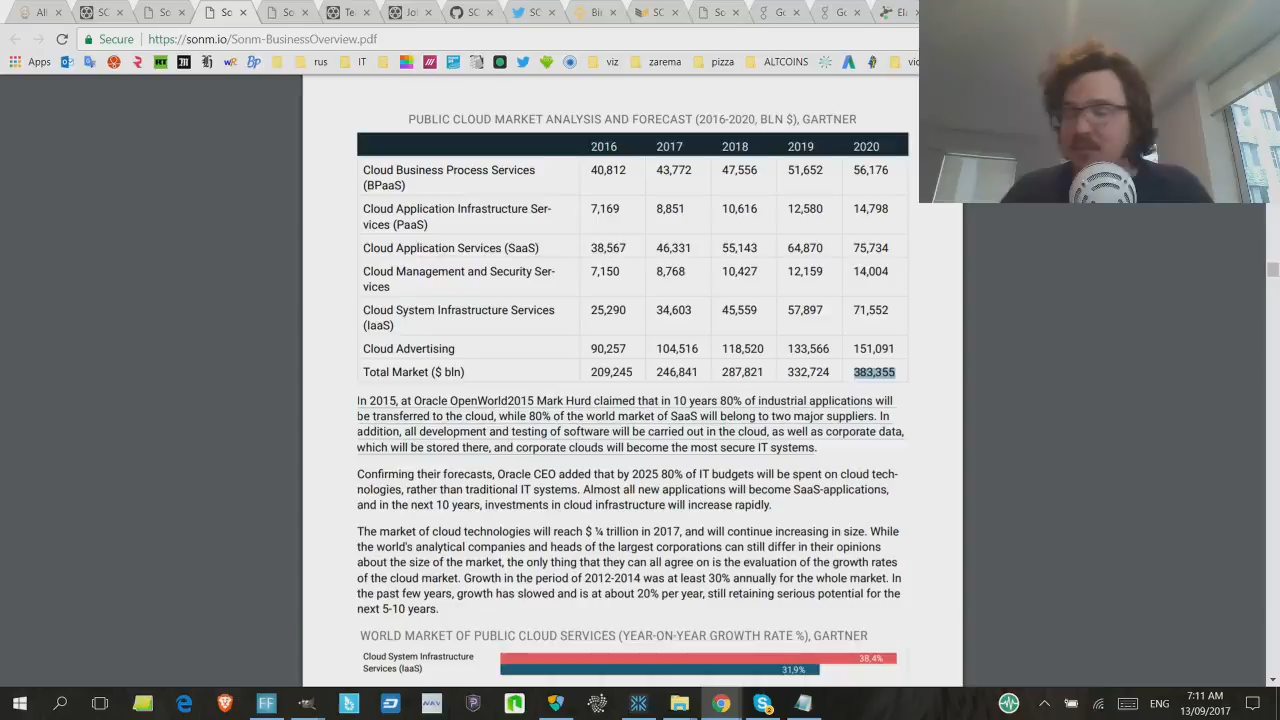 Ali
SC
So
So
So
Te
Joi
SC
SC
Bin
SC
So
Go
Go
Ele
Secure
https://sonm.io/Sonm-BusinessOverview.pdf
Apps
rus
IT
viz
zarema
pizza
ALTCOINS
PUBLIC CLOUD MARKET ANALYSIS AND FORECAST (2016-2020, BLN $), GARTNER
2016 2017 2018 2019 2020
Cloud Business Process Services 40,812 43,772 47,556 51,652 56,176
(BPaaS)
Cloud Application Infrastructure Ser- 7,169 8,851 10,616 12,580 14,798
vices (PaaS)
Cloud Application Services (SaaS) 38,567 46,331 55,143 64,870 75,734
Cloud Management and Security Ser- 7,150 8,768 10,427 12,159 14,004
vices
Cloud System Infrastructure Services 25,290 34,603 45,559 57,897 71,552
(IaaS)
Cloud Advertising 90,257 104,516 118,520 133,566 151,091
Total Market ($ bln) 209,245 246,841 287,821 332,724 383,355
In 2015, at Oracle OpenWorld2015 Mark Hurd claimed that in 10 years 80% of industrial applications will
be transferred to the cloud, while 80% of the world market of SaaS will belong to two major suppliers. In
addition, all development and testing of software will be carried out in the cloud, as well as corporate data,
which will be stored there, and corporate clouds will become the most secure IT systems.
Confirming their forecasts, Oracle CEO added that by 2025 80% of IT budgets will be spent on cloud tech-
nologies, rather than traditional IT systems. Almost all new applications will become SaaS-applications,
and in the next 10 years, investments in cloud infrastructure will increase rapidly.
The market of cloud technologies will reach $ ¼ trillion in 2017, and will continue increasing in size. While
the world's analytical companies and heads of the largest corporations can still differ in their opinions
about the size of the market, the only thing that they can all agree on is the evaluation of the growth rates
of the cloud market. Growth in the period of 2012-2014 was at least 30% annually for the whole market. In
the past few years, growth has slowed and is at about 20% per year, still retaining serious potential for the
next 5-10 years.
WORLD MARKET OF PUBLIC CLOUD SERVICES (YEAR-ON-YEAR GROWTH RATE %), GARTNER
Cloud System Infrastructure
Services (IaaS)
38,4%
31,9%
ENG
7:11 AM
13/09/2017